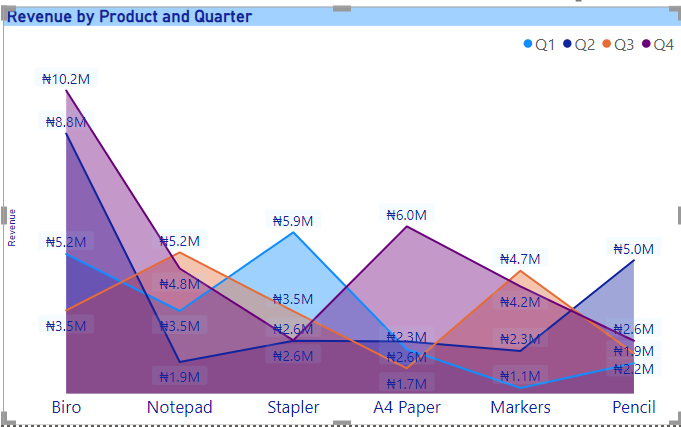 Revenue by Product and Quarter
Q1 Q2 Q3 Q4
Revenue
₦10.2M
₦8.8M
₦5.2M
₦3.5M
₦5.2M
₦4.8M
₦3.5M
₦1.9M
₦5.9M
₦3.5M
₦2.6M
₦2.6M
₦6.0M
₦2.3M
₦2.6M
₦1.7M
₦4.7M
₦4.2M
₦2.3M
₦1.1M
₦5.0M
₦2.6M
₦1.9M
₦2.2M
Biro Notepad Stapler A4 Paper Markers Pencil